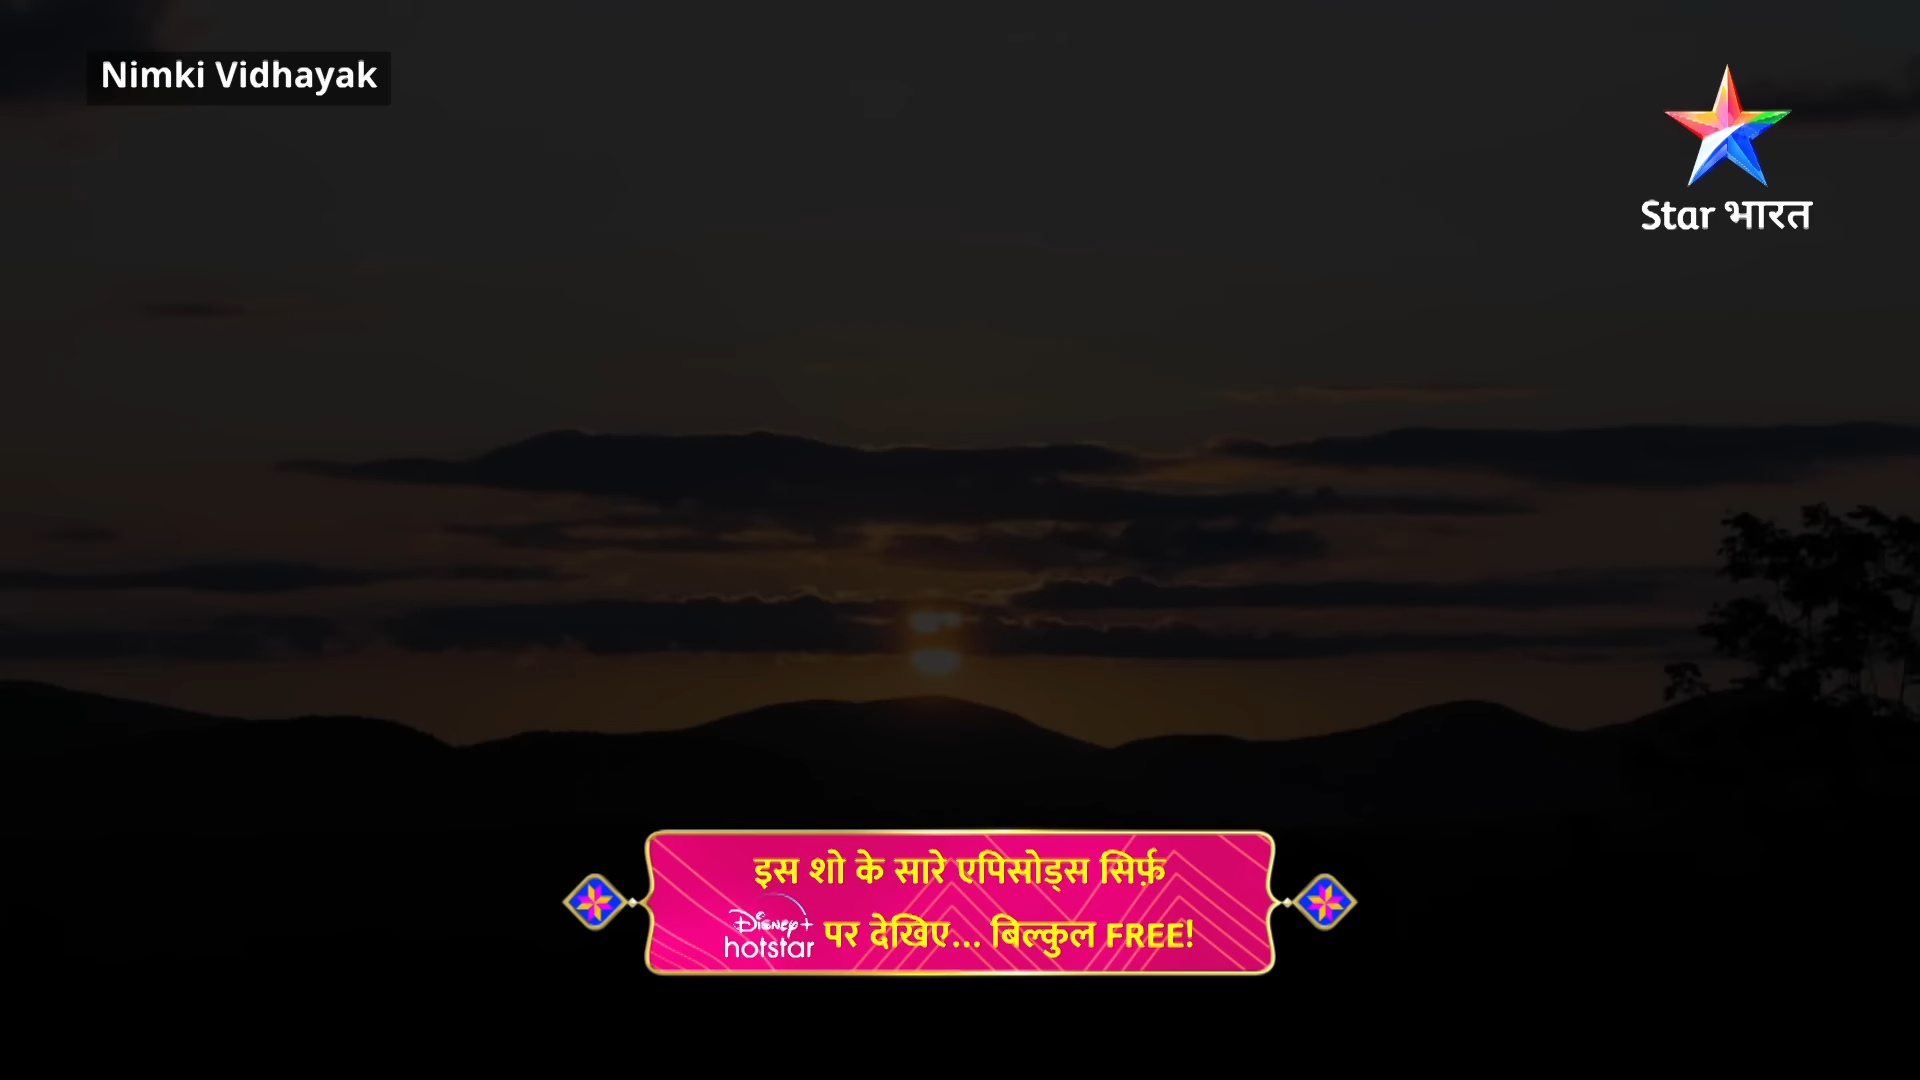 Nimki Vidhayak
Star भारत
इस शो के सारे एपिसोड्स सिर्फ़
Disney+ hotstar पर देखिए... बिल्कुल FREE!